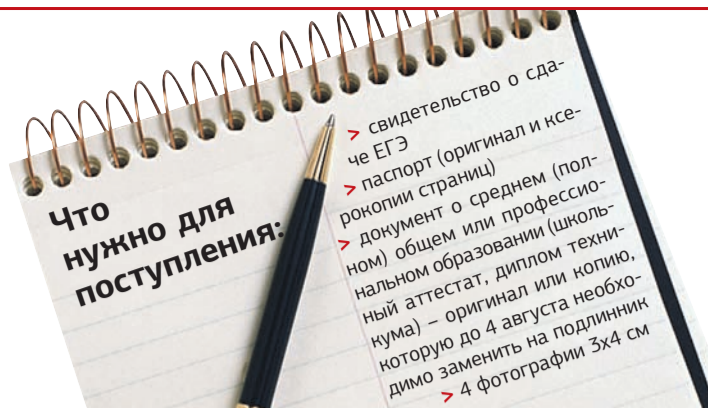 Что
нужно для
поступления:
> свидетельство о сда-
че ЕГЭ
> паспорт (оригинал и ксе-
рокопии страниц)
> документ о среднем (пол-
ном) общем или профессио-
нальном образовании (школь-
ный аттестат, диплом техни-
кума) – оригинал или копию,
которую до 4 августа необхо-
димо заменить на подлинник
> 4 фотографии 3х4 см